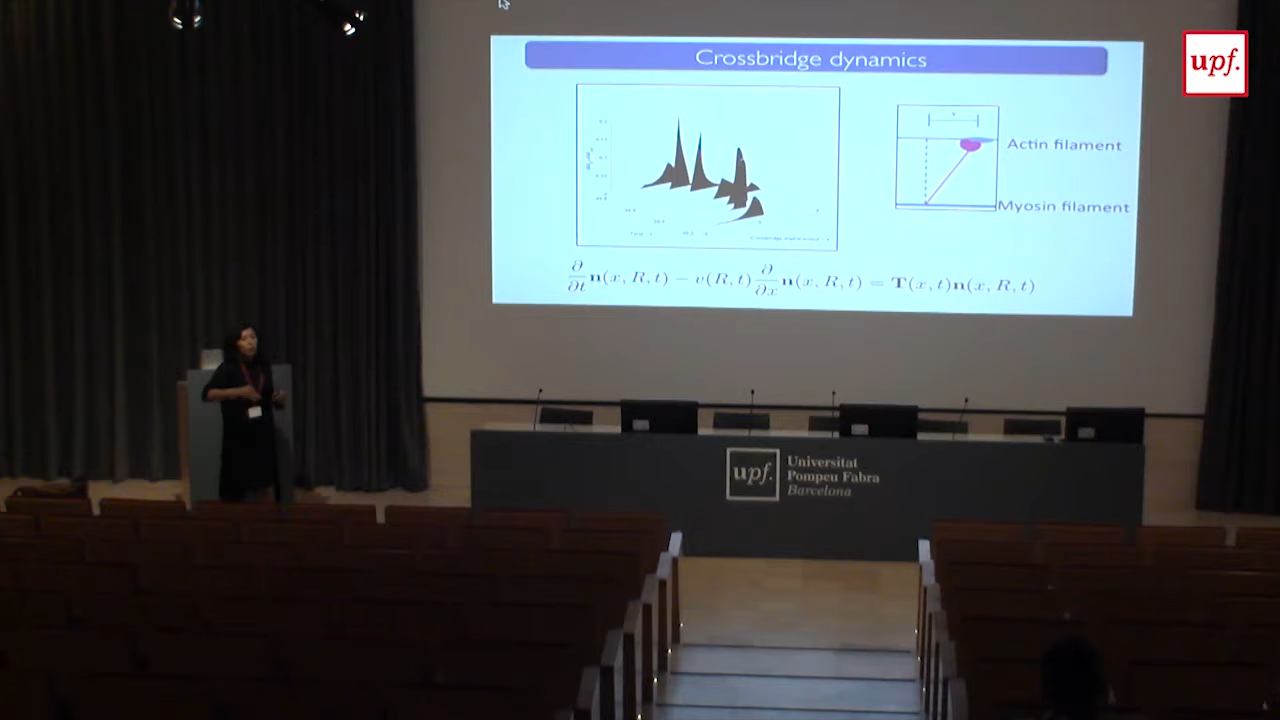 Crossbridge dynamics
upf.
Actin filament
Myosin filament
∂/∂t n(x, R, t) − v(R, t) ∂/∂x n(x, R, t) = T(x, t)n(x, R, t)
upf.
Universitat
Pompeu Fabra
Barcelona